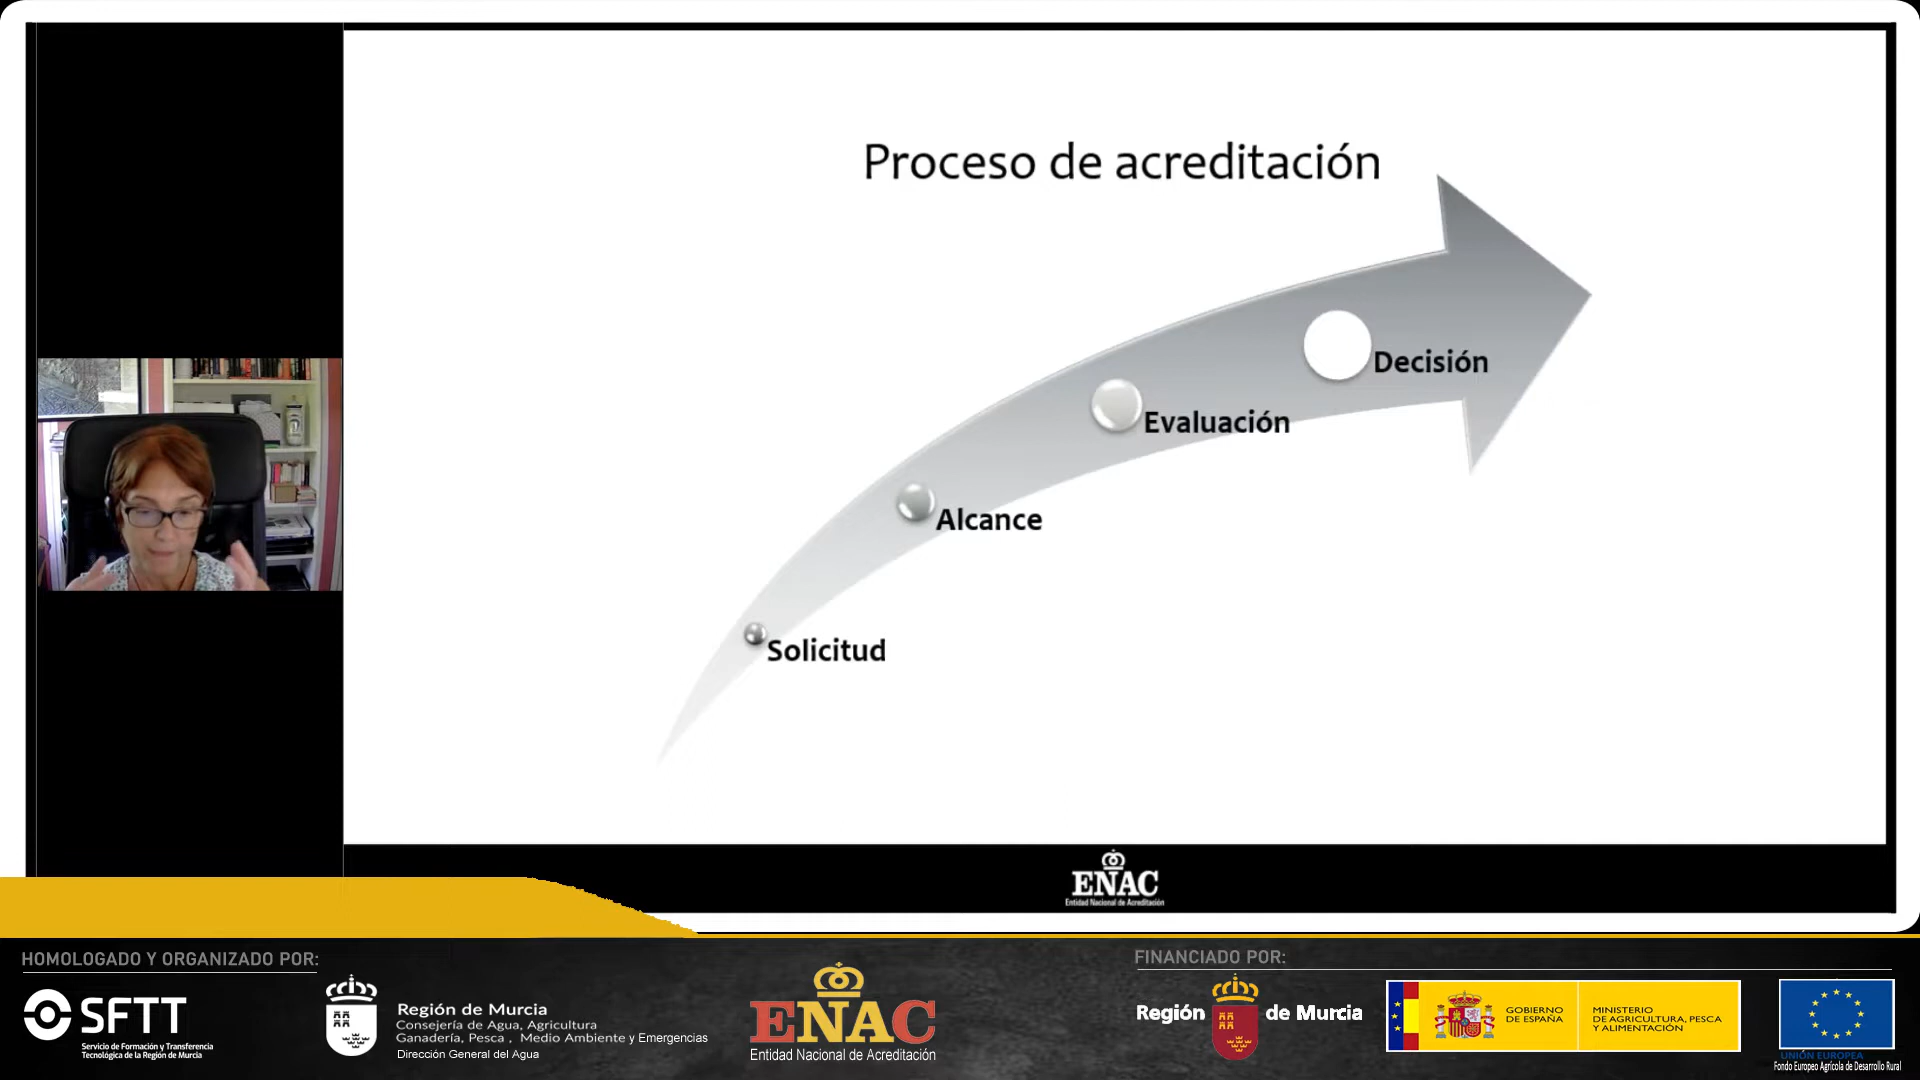 Proceso de acreditación
Decisión
Evaluación
Alcance
Solicitud
ENAC
Entidad Nacional de Acreditación
HOMOLOGADO Y ORGANIZADO POR:
SFTT
Servicio de Formación y Transferencia
Tecnológica de la Región de Murcia
Región de Murcia
Consejería de Agua, Agricultura
Ganadería, Pesca , Medio Ambiente y Emergencias
Dirección General del Agua
ENAC
Entidad Nacional de Acreditación
FINANCIADO POR:
Región de Murcia
GOBIERNO
DE ESPAÑA
MINISTERIO
DE AGRICULTURA, PESCA
Y ALIMENTACIÓN
UNIÓN EUROPEA
Fondo Europeo Agrícola de Desarrollo Rural